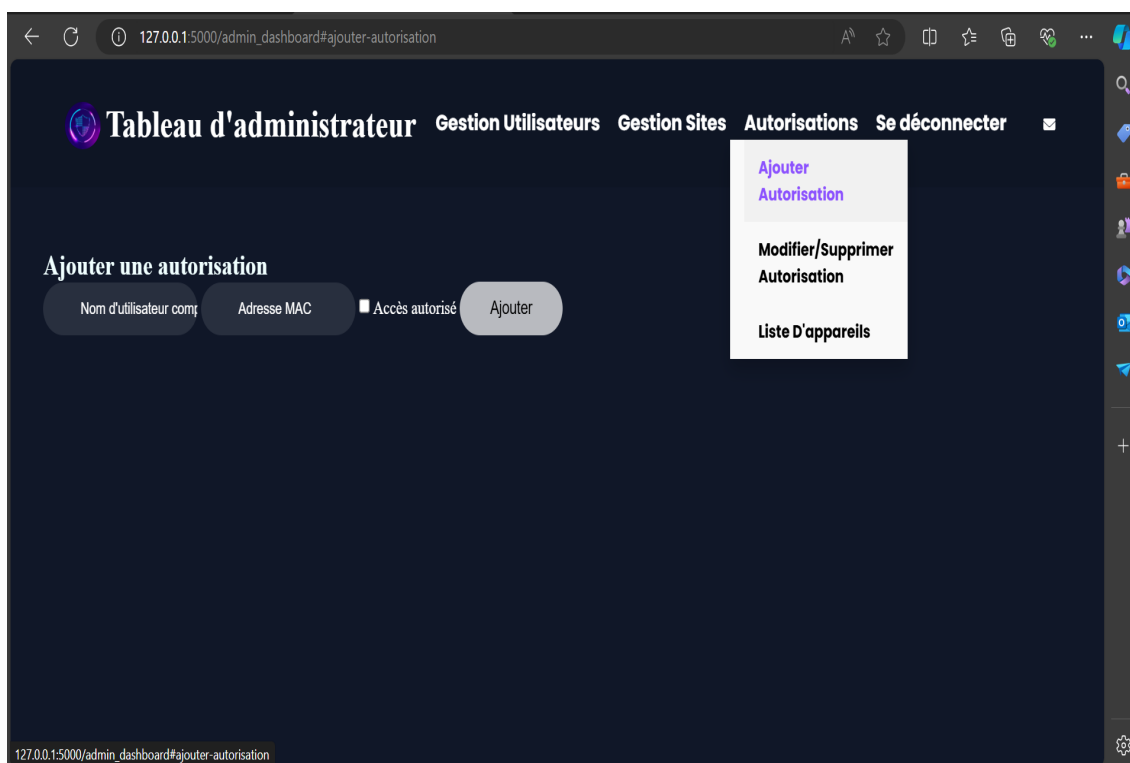 127.0.0.1:5000/admin_dashboard#ajouter-autorisation
Tableau d'administrateur Gestion Utilisateurs Gestion Sites Autorisations Se déconnecter
Ajouter
Autorisation
Modifier/Supprimer
Autorisation
Liste D'appareils
Ajouter une autorisation
Nom d'utilisateur comp Adresse MAC Accès autorisé Ajouter
127.0.0.1:5000/admin_dashboard#ajouter-autorisation